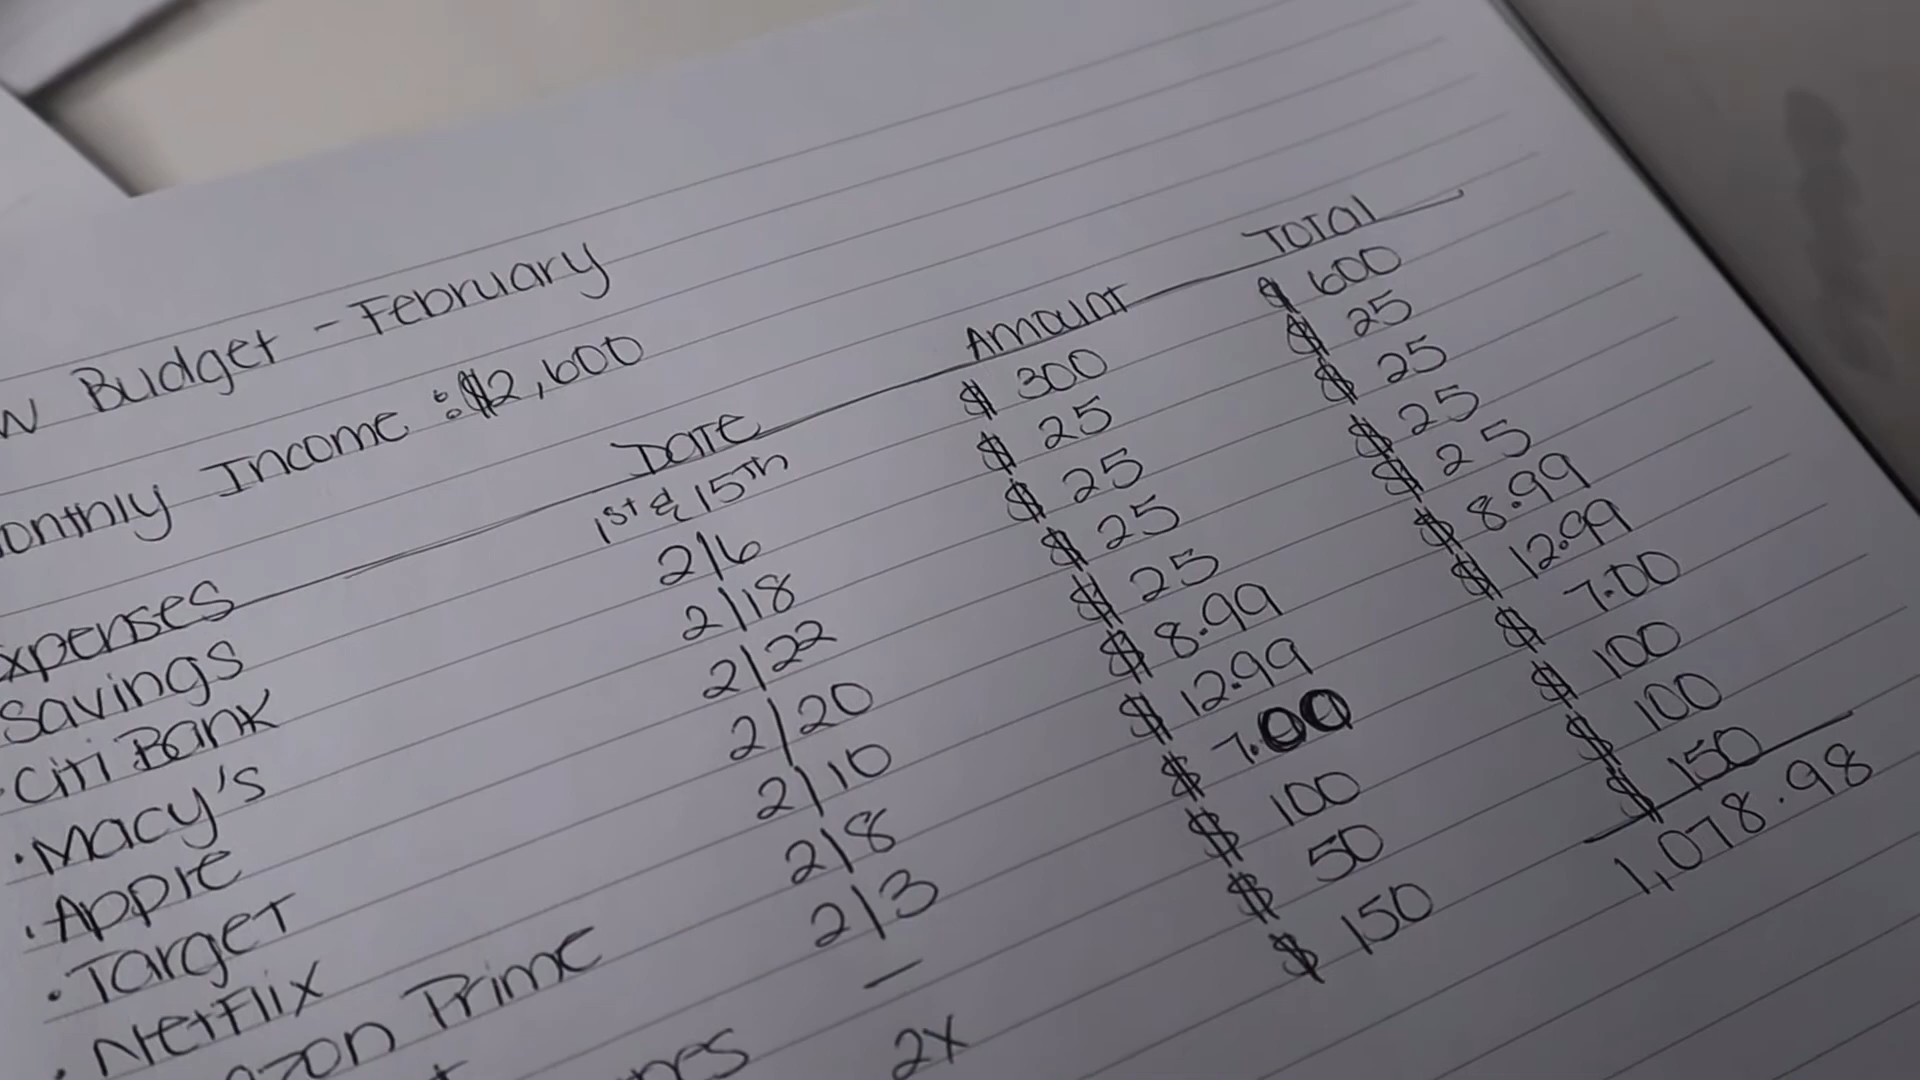 w Budget - February
onthly Income : $2,600
xpenses Date Amount Total
Savings 1st & 15th $ 300 $ 600
· Citi Bank 2/6 $ 25 $ 25
· Macy's 2/18 $ 25 $ 25
· Apple 2/22 $ 25 $ 25
· Target 2/20 $ 25 $ 25
· Netflix 2/10 $ 8.99 $ 8.99
zon Prime 2/8 $ 12.99 $ 12.99
2/3 $ 7.00 $ 7.00
— $ 100 $ 100
2x $ 50 $ 100
$ 150 $ 150
1,078.98